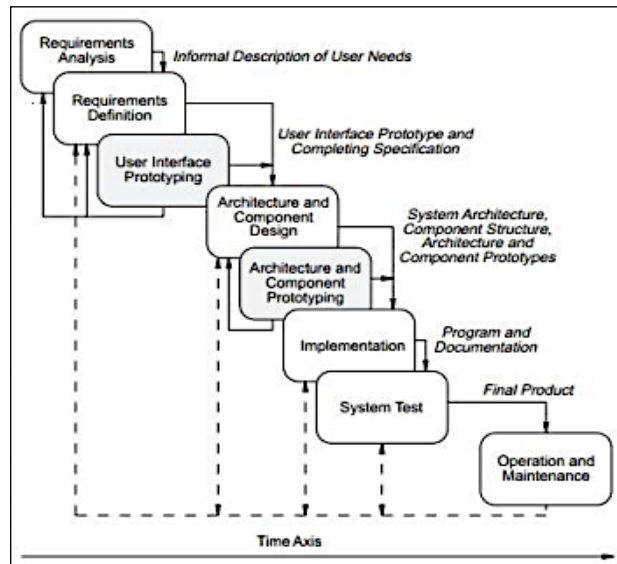 Requirements
Analysis
Informal Description of User Needs
Requirements
Definition
User Interface Prototype and
Completing Specification
User Interface
Prototyping
Architecture and
Component
Design
System Architecture,
Component Structure,
Architecture and
Component Prototypes
Architecture and
Component
Prototyping
Implementation
Program and
Documentation
System Test
Final Product
Operation and
Maintenance
Time Axis